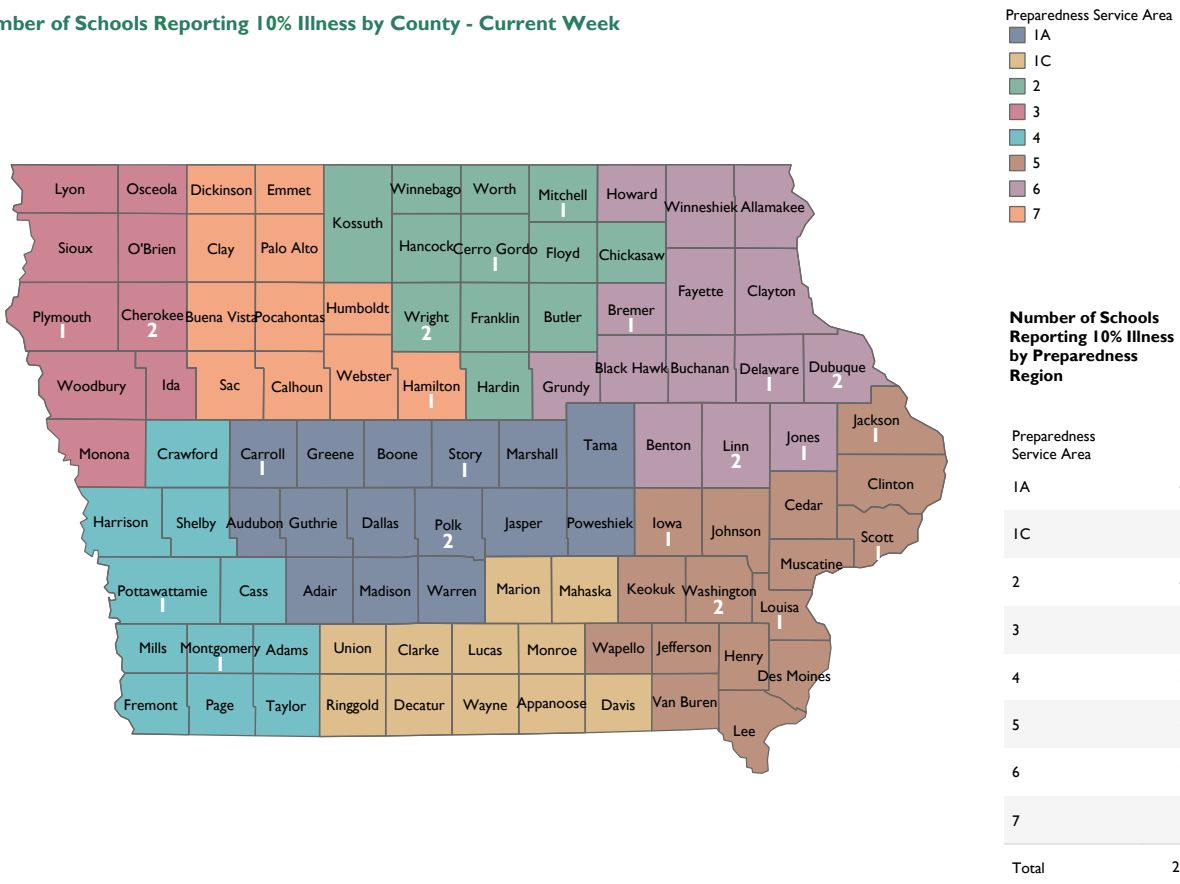 mber of Schools Reporting 10% Illness by County - Current Week
Preparedness Service Area
1A
1C
2
3
4
5
6
7
Lyon Osceola Dickinson Emmet Kossuth Winnebago Worth Mitchell 1 Howard Winneshiek Allamakee
Sioux O'Brien Clay Palo Alto Hancock Cerro Gordo 1 Floyd Chickasaw
Plymouth 1 Cherokee 2 Buena Vista Pocahontas Humboldt Wright 2 Franklin Butler Bremer 1 Fayette Clayton
Woodbury Ida Sac Calhoun Webster Hamilton 1 Hardin Grundy Black Hawk Buchanan Delaware 1 Dubuque 2
Monona Crawford Carroll 1 Greene Boone Story 1 Marshall Tama Benton Linn 2 Jones 1 Jackson 1
Harrison Shelby Audubon Guthrie Dallas Polk 2 Jasper Poweshiek Iowa 1 Johnson Cedar Clinton
Scott 1
Muscatine
Pottawattamie 1 Cass Adair Madison Warren Marion Mahaska Keokuk Washington 2 Louisa 1
Mills Montgomery 1 Adams Union Clarke Lucas Monroe Wapello Jefferson Henry Des Moines
Fremont Page Taylor Ringgold Decatur Wayne Appanoose Davis Van Buren Lee
Number of Schools
Reporting 10% Illness
by Preparedness
Region
Preparedness
Service Area
1A
1C
2
3
4
5
6
7
Total 2